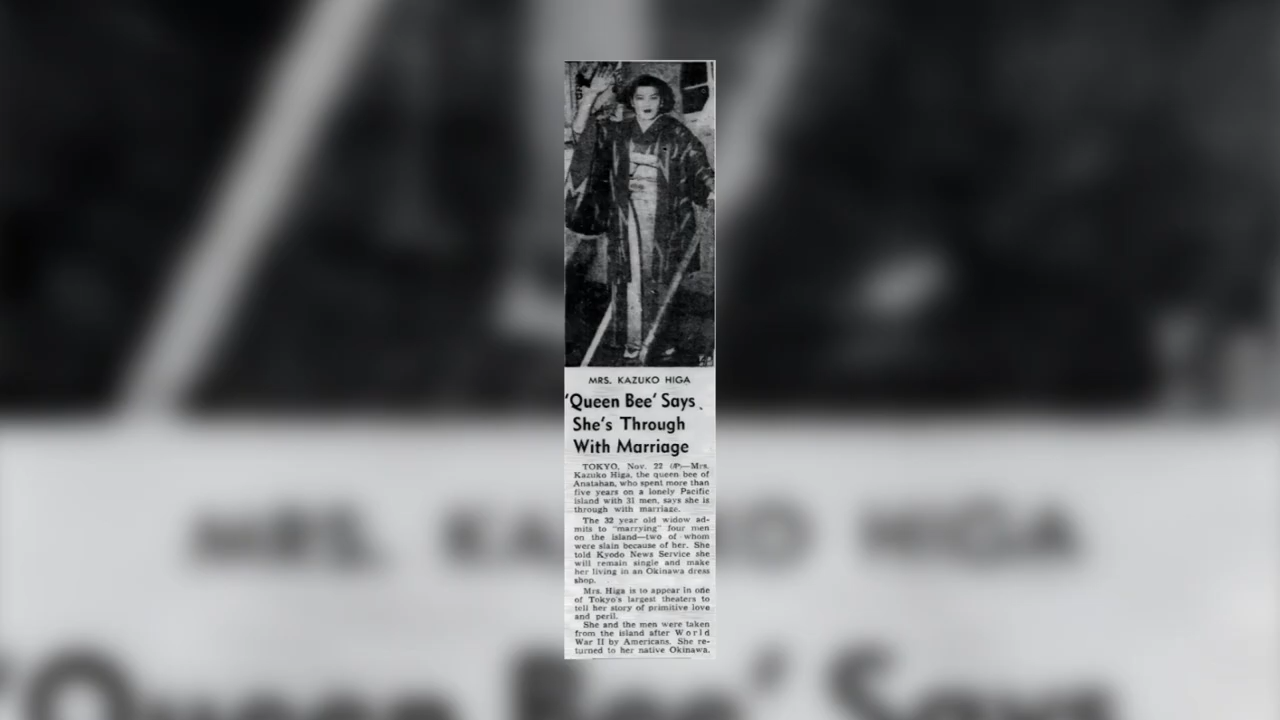 MRS. KAZUKO HIGA
'Queen Bee' Says
She's Through
With Marriage
TOKYO, Nov. 22 (AP)—Mrs.
Kazuko Higa, the queen bee of
Anatahan, who spent more than
five years on a lonely Pacific
island with 31 men, says she is
through with marriage.
The 32 year old widow ad-
mits to "marrying" four men
on the island—two of whom
were slain because of her. She
told Kyodo News Service she
will remain single and make
her living in an Okinawa dress
shop.
Mrs. Higa is to appear in one
of Tokyo's largest theaters to
tell her story of primitive love
and peril.
She and the men were taken
from the island after World
War II by Americans. She re-
turned to her native Okinawa.